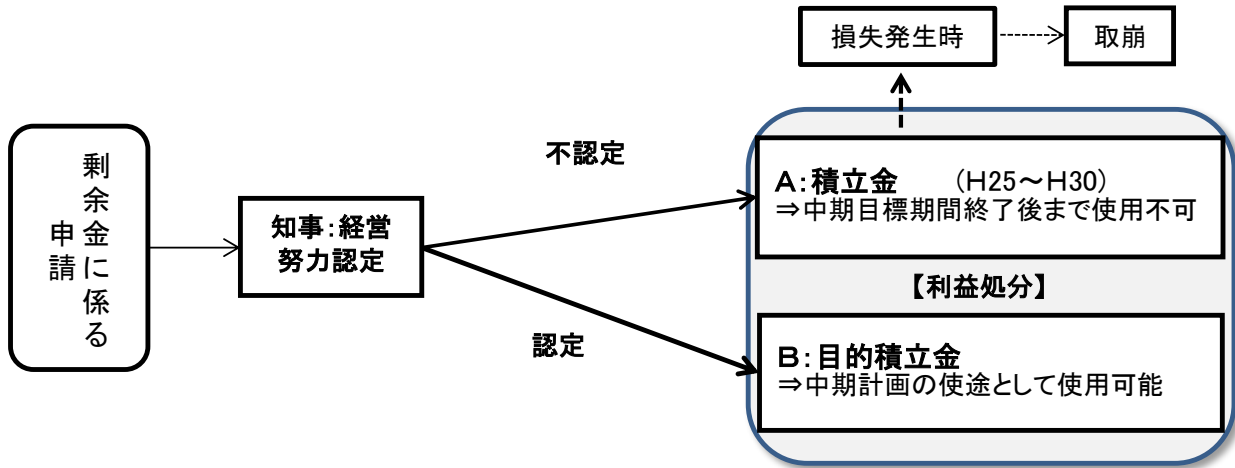 損失発生時
取崩
剰余金に係る
申請
知事：経営
努力認定
不認定
認定
Ａ：積立金　（H25～H30）
⇒中期目標期間終了後まで使用不可
【利益処分】
Ｂ：目的積立金
⇒中期計画の使途として使用可能